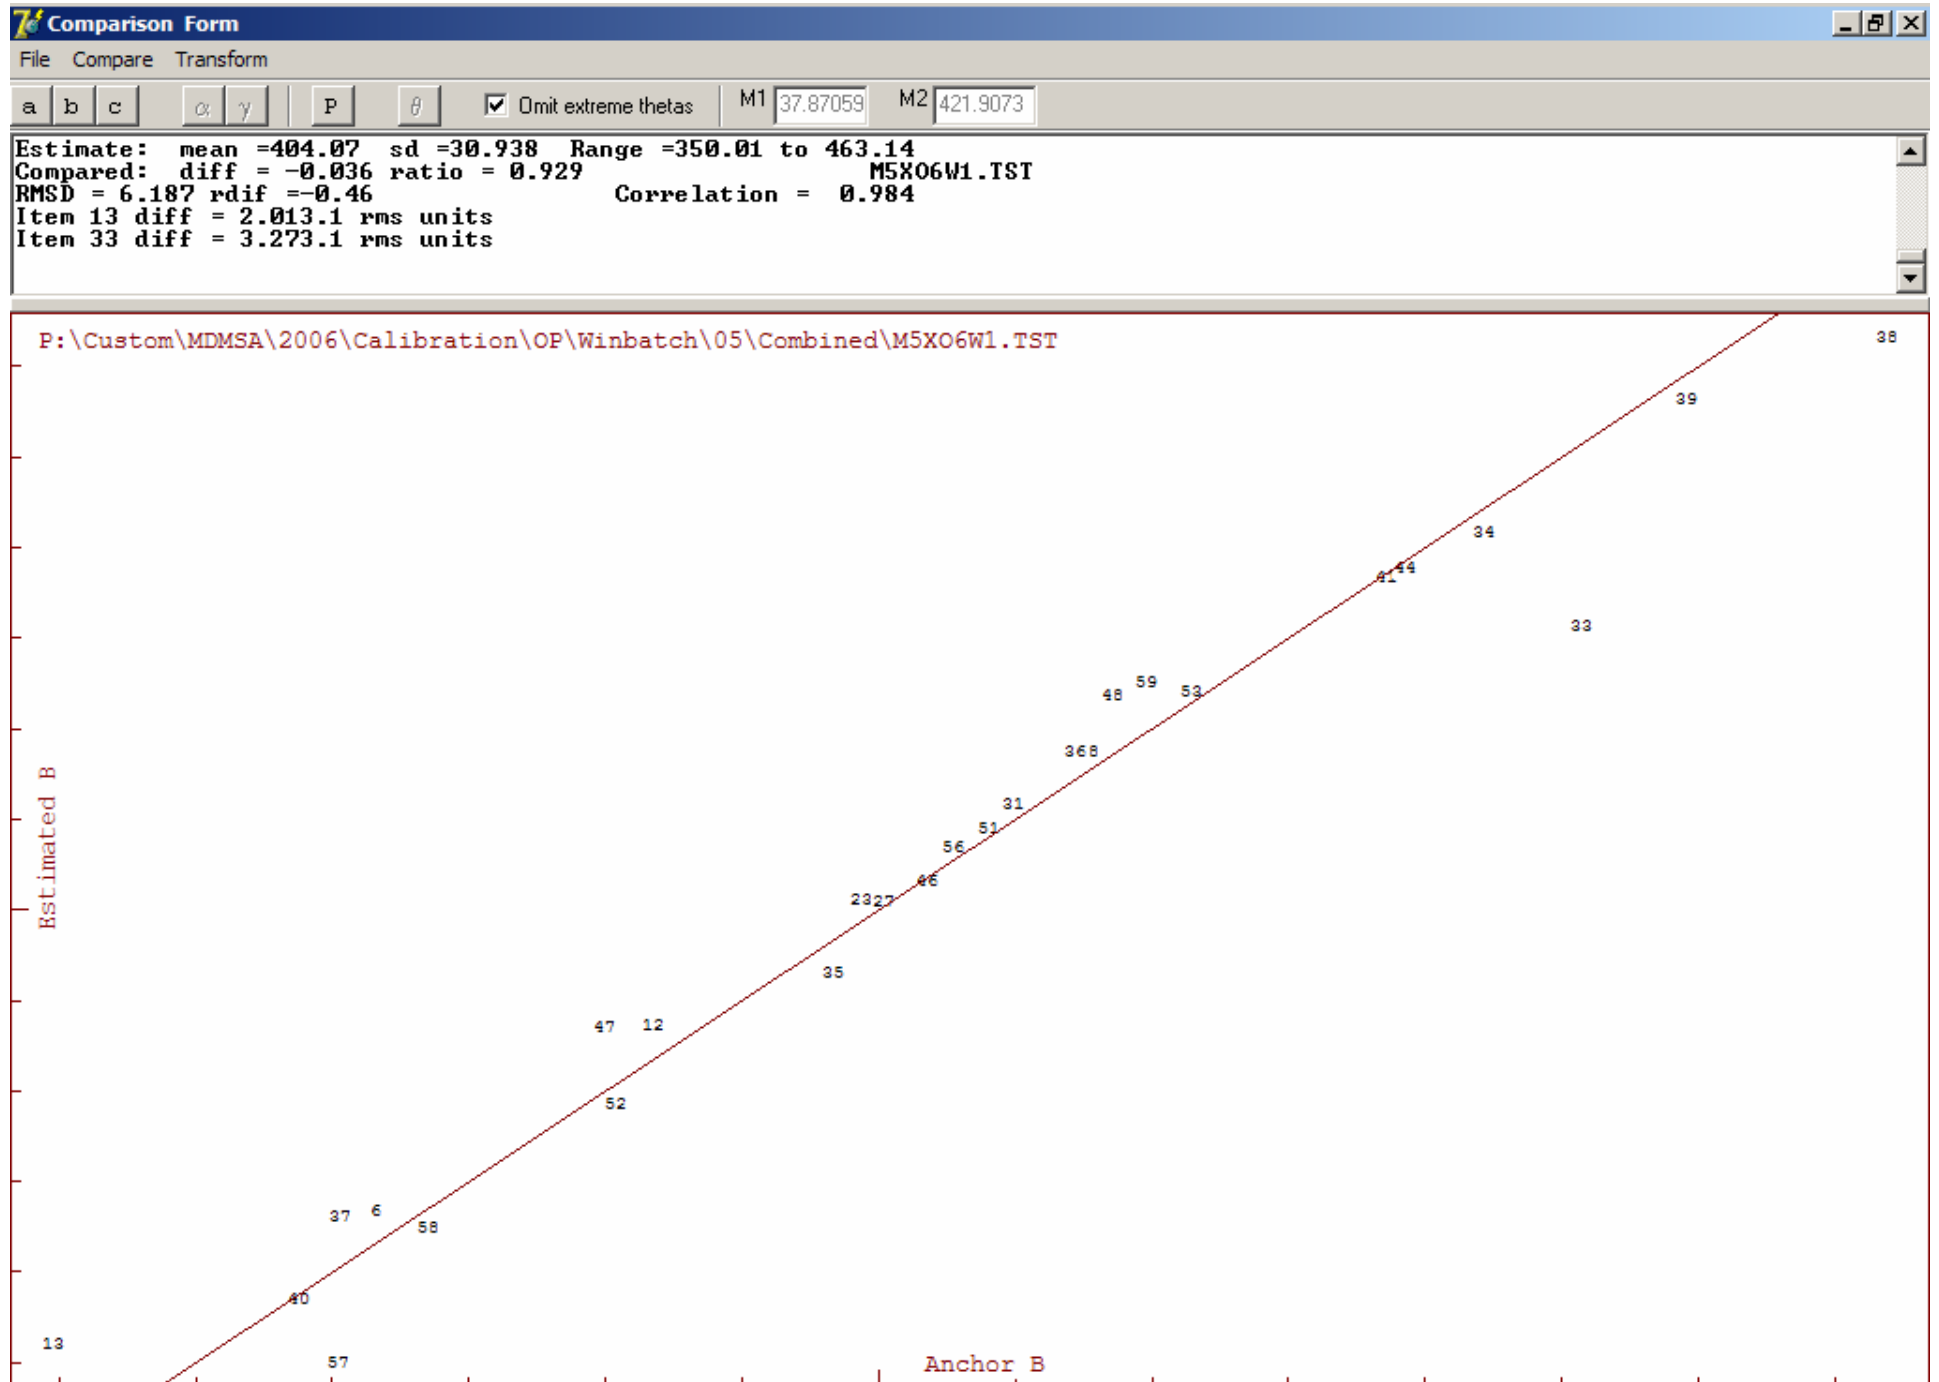 Comparison Form
File Compare Transform
a b c α γ P θ Omit extreme thetas M1 37.87059 M2 421.9073
Estimate: mean =404.07 sd =30.938 Range =350.01 to 463.14
Compared: diff = -0.036 ratio = 0.929 M5XO6W1.TST
RMSD = 6.187 rdif =-0.46 Correlation = 0.984
Item 13 diff = 2.013.1 rms units
Item 33 diff = 3.273.1 rms units
P:\Custom\MDMSA\2006\Calibration\OP\Winbatch\05\Combined\M5XO6W1.TST
38
39
34
44
41
33
59
48
53
368
31
51
56
46
23
27
35
47
12
52
6
37
58
40
13
57
Estimated B
Anchor B